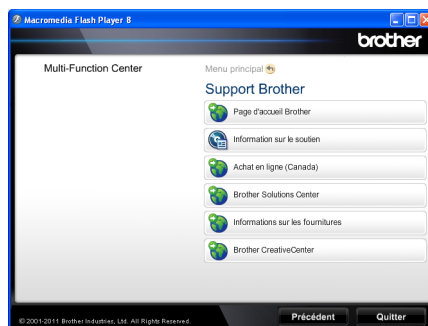 Macromedia Flash Player 8
brother
Multi-Function Center
Menu principal
Support Brother
Page d'accueil Brother
Information sur le soutien
Achat en ligne (Canada)
Brother Solutions Center
Informations sur les fournitures
Brother CreativeCenter
© 2001-2011 Brother Industries, Ltd. All Rights Reserved.
Précédent
Quitter